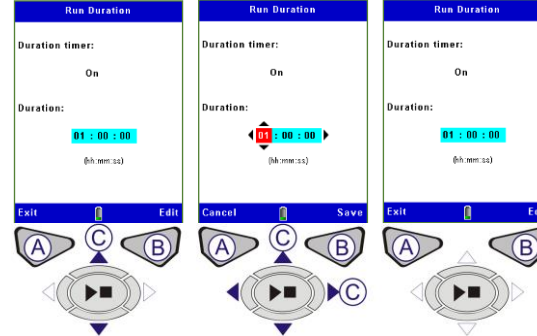 Run Duration
Duration timer:
On
Duration:
01 : 00 : 00
(hh:mm:ss)
Exit Edit
A C B
Run Duration
Duration timer:
On
Duration:
01 : 00 : 00
(hh:mm:ss)
Cancel Save
A C B
C
Run Duration
Duration timer:
On
Duration:
01 : 00 : 00
(hh:mm:ss)
Exit
A B